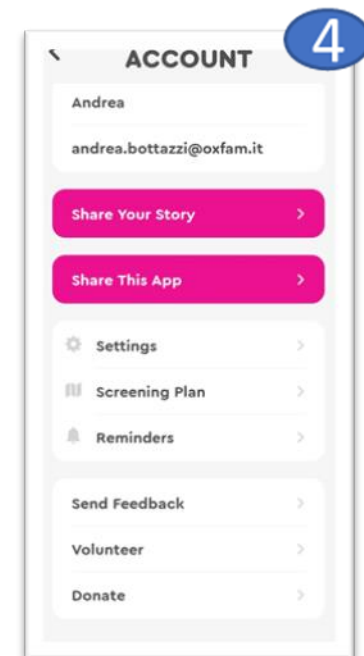 4
ACCOUNT
Andrea
andrea.bottazzi@oxfam.it
Share Your Story
Share This App
Settings
Screening Plan
Reminders
Send Feedback
Volunteer
Donate